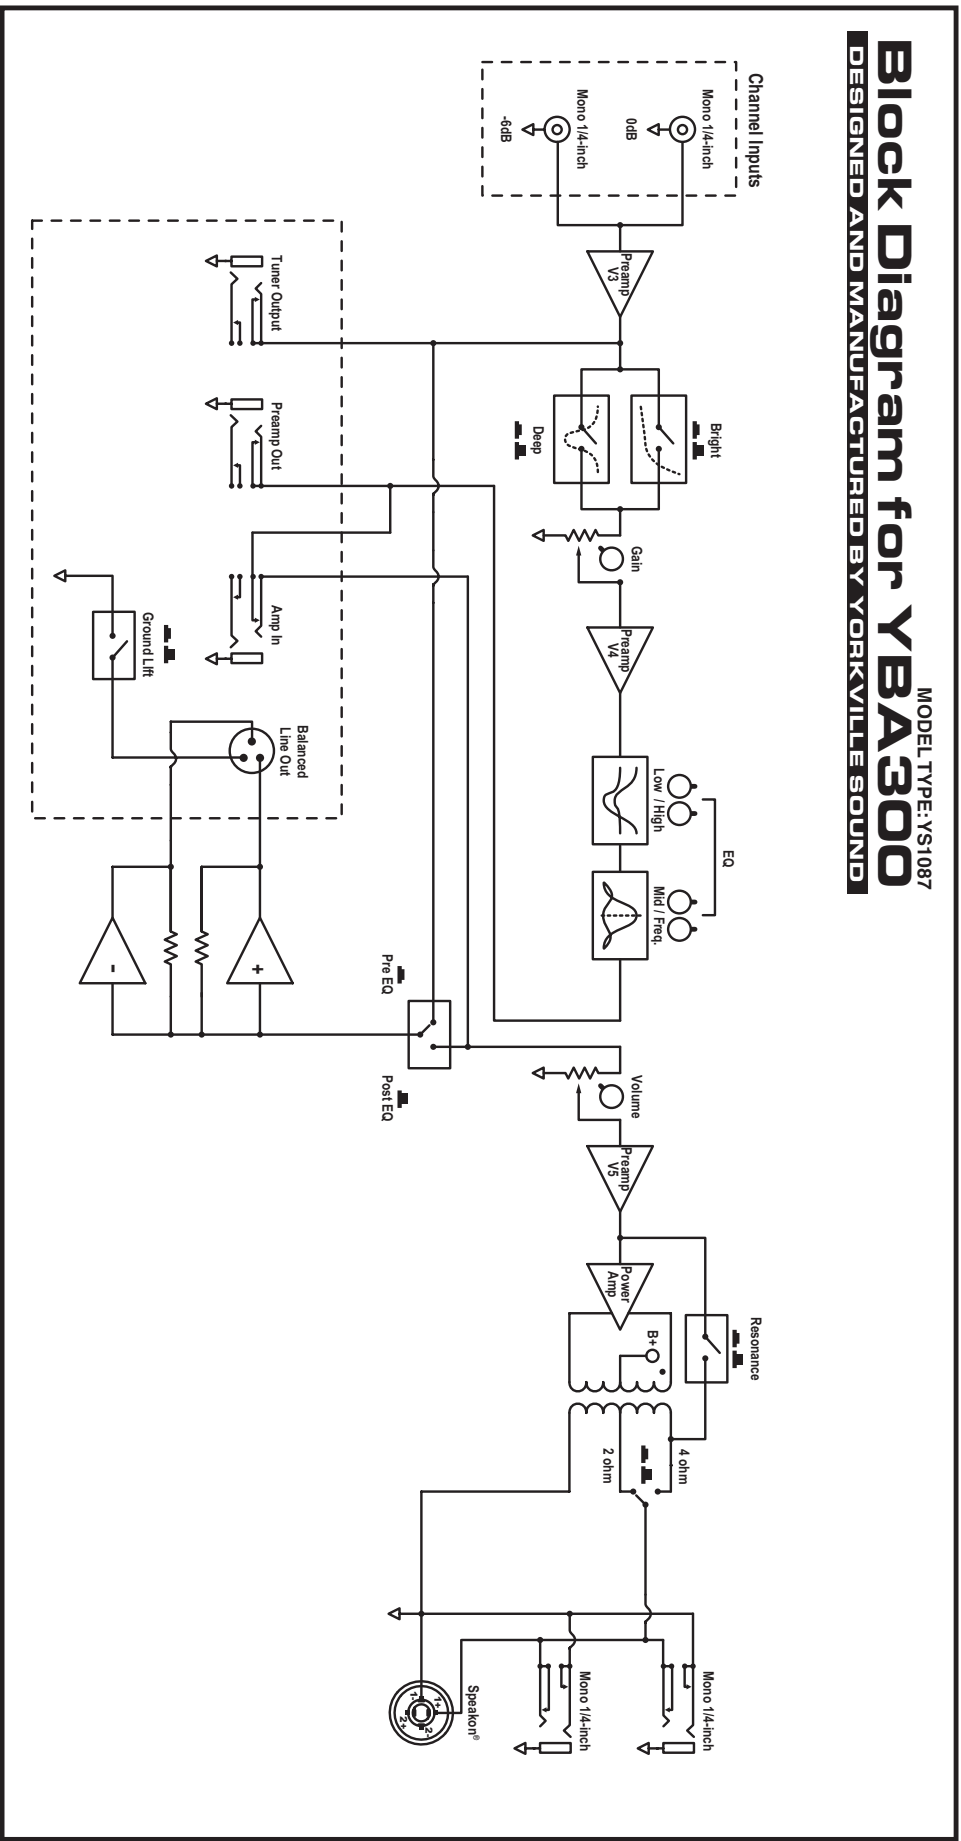 MODEL TYPE: YS1087
Block Diagram for YBA300
DESIGNED AND MANUFACTURED BY YORKVILLE SOUND
Channel Inputs
Mono 1/4-inch
0dB
Mono 1/4-inch
-6dB
Preamp
V3
Bright
Deep
Gain
Preamp
V4
EQ
Low / High
Mid / Freq.
Volume
Preamp
V5
Resonance
Power
Amp
B+
4 ohm
2 ohm
Mono 1/4-inch
Mono 1/4-inch
Speakon®
1+
1-
2+
2-
Tuner Output
Preamp Out
Amp In
Ground LIft
Balanced
Line Out
+
-
Pre EQ
Post EQ